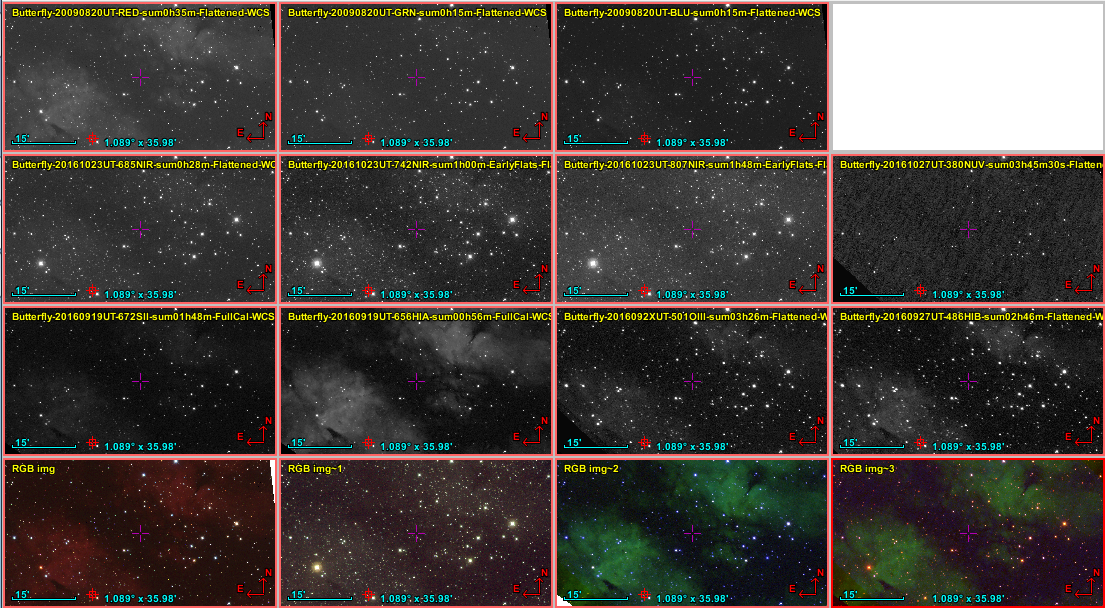 Butterfly-20090820UT-RED-sum0h35m-Flattened-WCS
15'
1.089° x 35.98'
E
N
Butterfly-20090820UT-GRN-sum0h15m-Flattened-WCS
15'
1.089° x 35.98'
E
N
Butterfly-20090820UT-BLU-sum0h15m-Flattened-WCS
15'
1.089° x 35.98'
E
N
Butterfly-20161023UT-685NIR-sum0h28m-Flattened-WC
15'
1.089° x 35.98'
E
N
Butterfly-20161023UT-742NIR-sum1h00m-EarlyFlats-Fl
15'
1.089° x 35.98'
E
N
Butterfly-20161023UT-807NIR-sum1h48m-EarlyFlats-Fl
15'
1.089° x 35.98'
E
N
Butterfly-20161027UT-380NUV-sum03h45m30s-Flatten
15'
1.089° x 35.98'
E
N
Butterfly-20160919UT-672SII-sum01h48m-FullCal-WCS
15'
1.089° x 35.98'
E
N
Butterfly-20160919UT-656HIA-sum00h56m-FullCal-WCS
15'
1.089° x 35.98'
E
N
Butterfly-2016092XUT-501OIII-sum03h26m-Flattened-W
15'
1.089° x 35.98'
E
N
Butterfly-20160927UT-486HIB-sum02h46m-Flattened-W
15'
1.089° x 35.98'
E
N
RGB img
15'
1.089° x 35.98'
E
N
RGB img~1
15'
1.089° x 35.98'
E
N
RGB img~2
15'
1.089° x 35.98'
E
N
RGB img~3
15'
1.089° x 35.98'
E
N